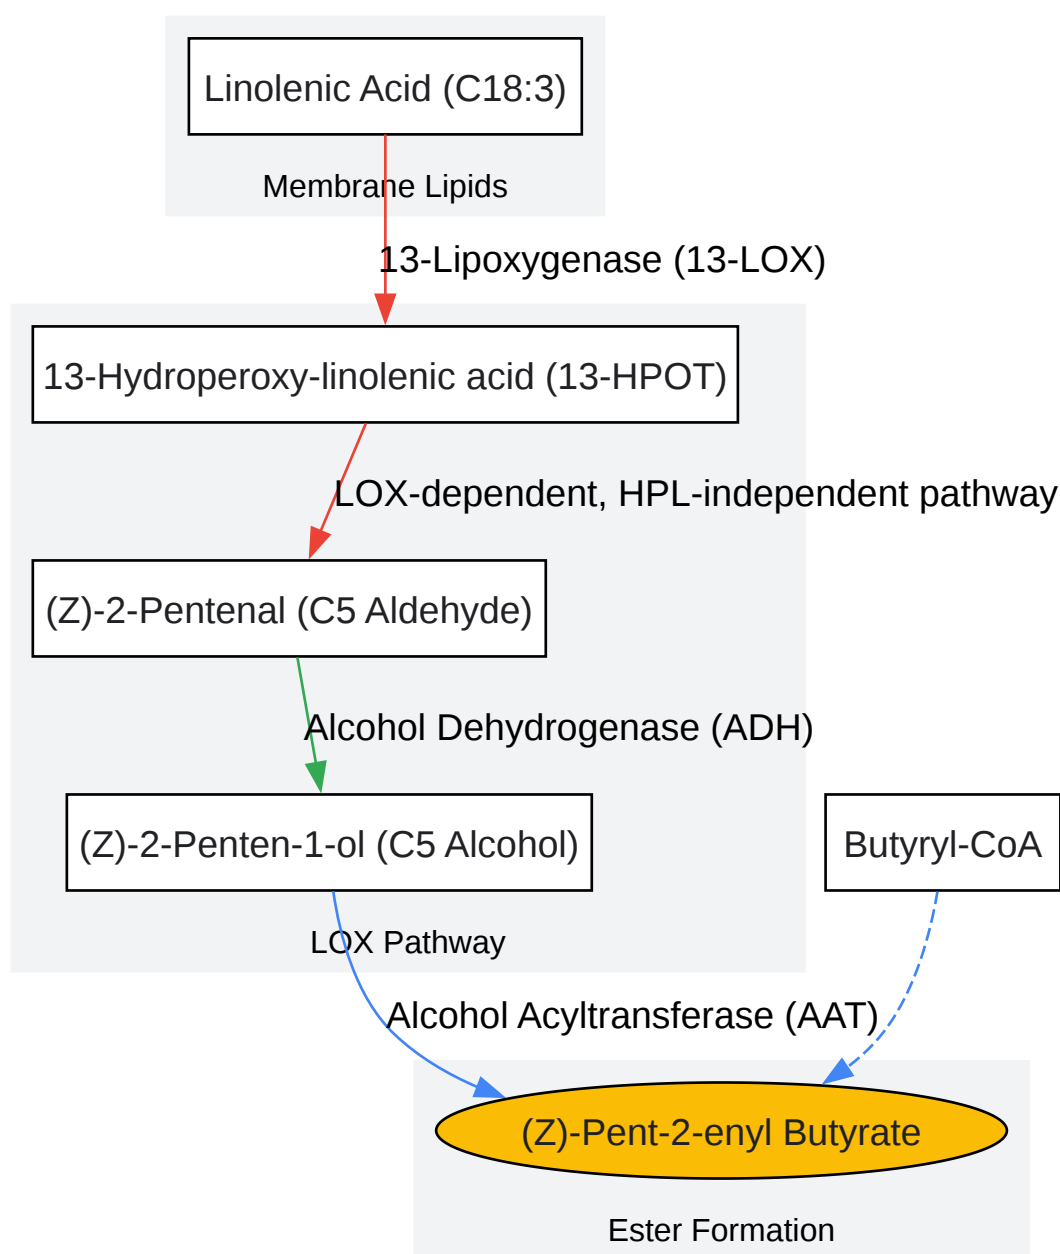 Linolenic Acid (C18:3)
Membrane Lipids
13-Lipoxygenase (13-LOX)
13-Hydroperoxy-linolenic acid (13-HPOT)
LOX-dependent, HPL-independent pathway
(Z)-2-Pentenal (C5 Aldehyde)
Alcohol Dehydrogenase (ADH)
(Z)-2-Penten-1-ol (C5 Alcohol)
Butyryl-CoA
LOX Pathway
Alcohol Acyltransferase (AAT)
(Z)-Pent-2-enyl Butyrate
Ester Formation